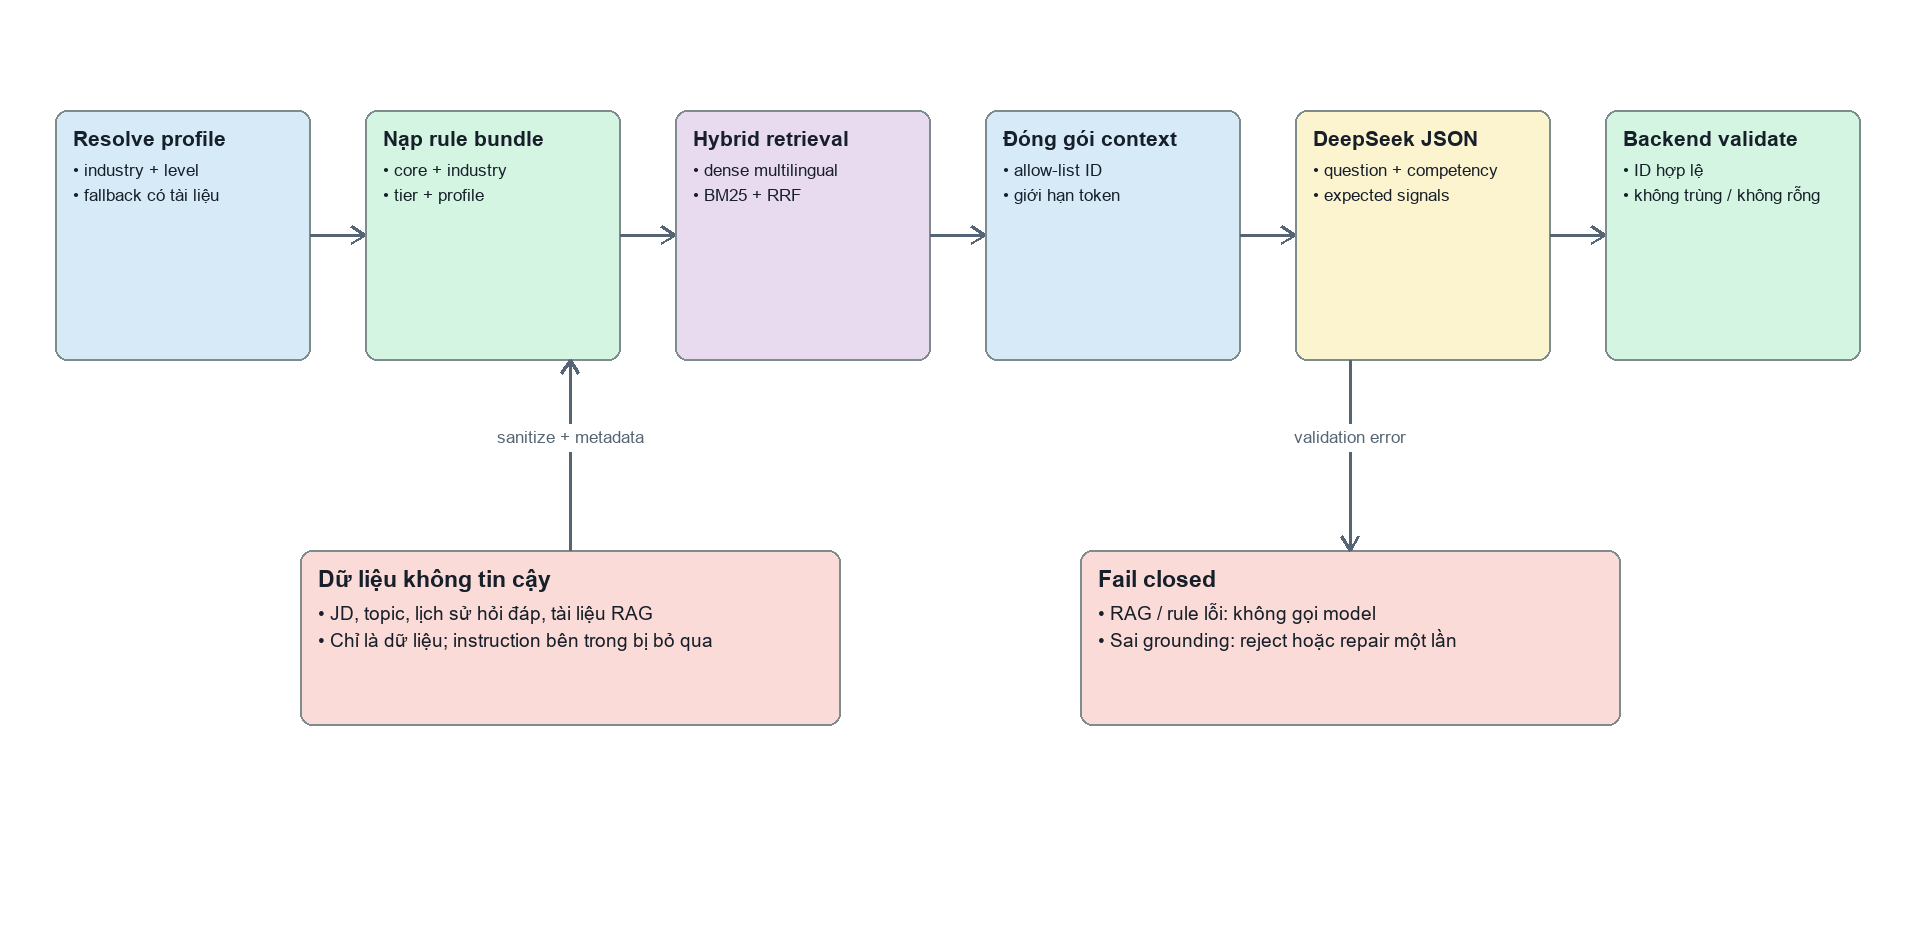 Resolve profile
• industry + level
• fallback có tài liệu
Nạp rule bundle
• core + industry
• tier + profile
Hybrid retrieval
• dense multilingual
• BM25 + RRF
Đóng gói context
• allow-list ID
• giới hạn token
DeepSeek JSON
• question + competency
• expected signals
Backend validate
• ID hợp lệ
• không trùng / không rỗng
sanitize + metadata
validation error
Dữ liệu không tin cậy
• JD, topic, lịch sử hỏi đáp, tài liệu RAG
• Chỉ là dữ liệu; instruction bên trong bị bỏ qua
Fail closed
• RAG / rule lỗi: không gọi model
• Sai grounding: reject hoặc repair một lần